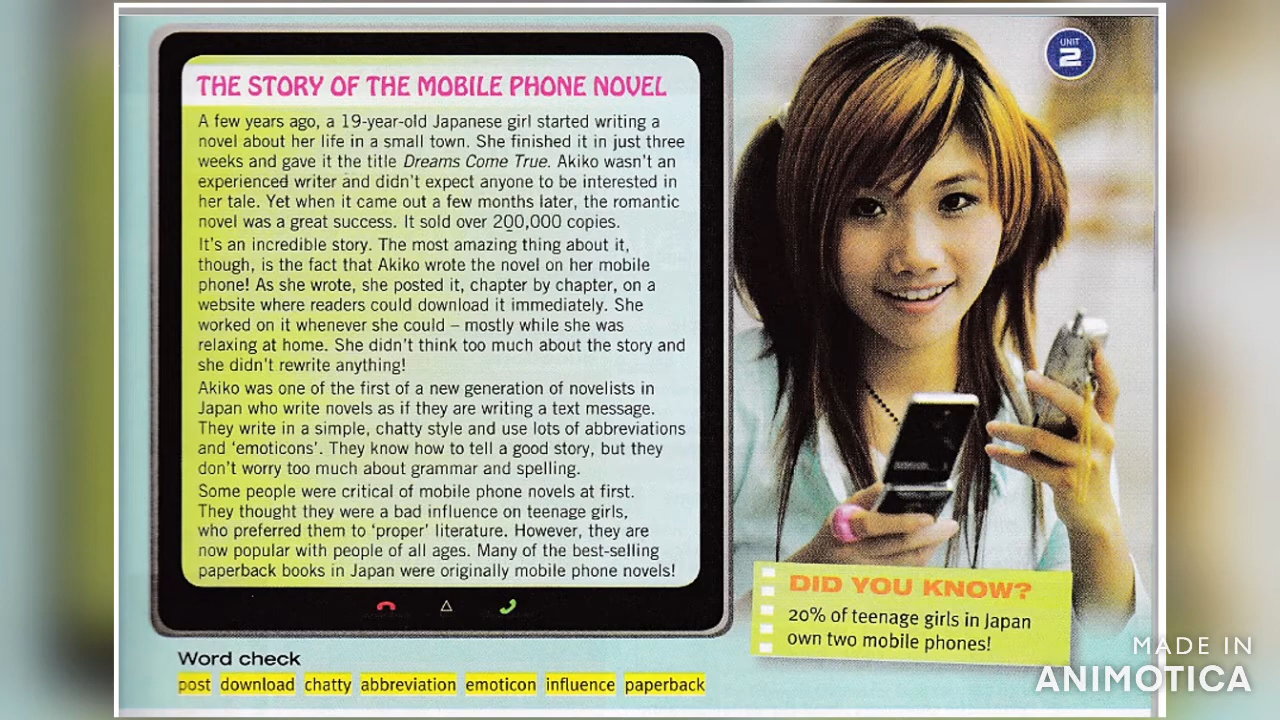 UNIT
2
THE STORY OF THE MOBILE PHONE NOVEL
A few years ago, a 19-year-old Japanese girl started writing a
novel about her life in a small town. She finished it in just three
weeks and gave it the title Dreams Come True. Akiko wasn't an
experienced writer and didn't expect anyone to be interested in
her tale. Yet when it came out a few months later, the romantic
novel was a great success. It sold over 200,000 copies.
It's an incredible story. The most amazing thing about it,
though, is the fact that Akiko wrote the novel on her mobile
phone! As she wrote, she posted it, chapter by chapter, on a
website where readers could download it immediately. She
worked on it whenever she could – mostly while she was
relaxing at home. She didn't think too much about the story and
she didn't rewrite anything!
Akiko was one of the first of a new generation of novelists in
Japan who write novels as if they are writing a text message.
They write in a simple, chatty style and use lots of abbreviations
and 'emoticons'. They know how to tell a good story, but they
don't worry too much about grammar and spelling.
Some people were critical of mobile phone novels at first.
They thought they were a bad influence on teenage girls,
who preferred them to 'proper' literature. However, they are
now popular with people of all ages. Many of the best-selling
paperback books in Japan were originally mobile phone novels!
DID YOU KNOW?
20% of teenage girls in Japan
own two mobile phones!
Word check
post download chatty abbreviation emoticon influence paperback
MADE IN
ANIMOTICA